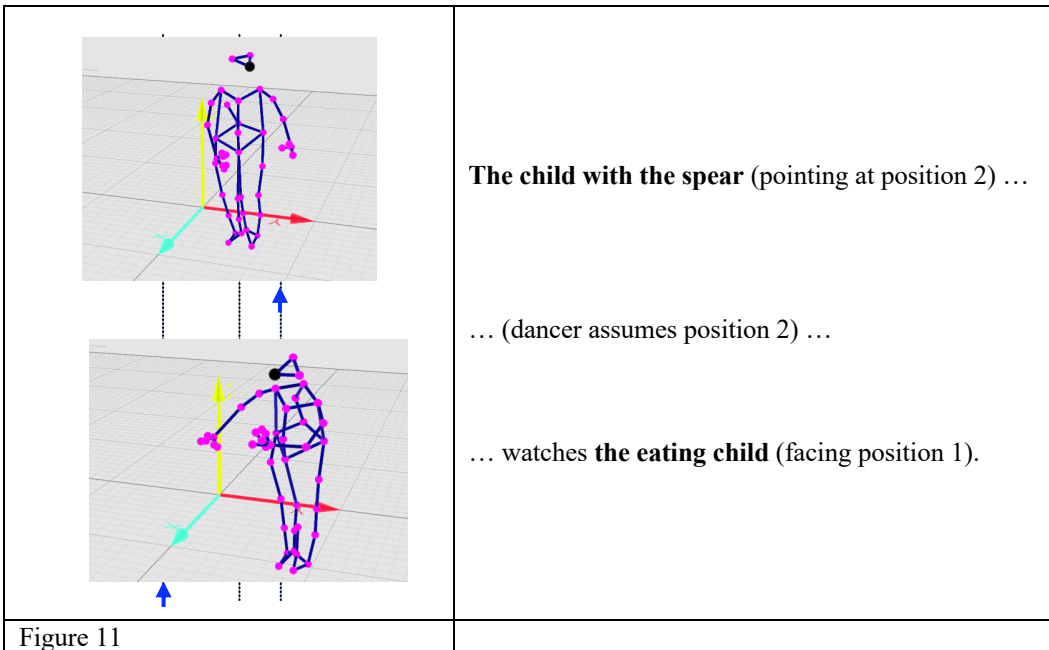 The child with the spear (pointing at position 2) …
… (dancer assumes position 2) …
… watches the eating child (facing position 1).
Figure 11